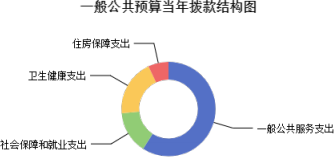 一般公共预算当年拨款结构图
住房保障支出
卫生健康支出
社会保障和就业支出
一般公共服务支出